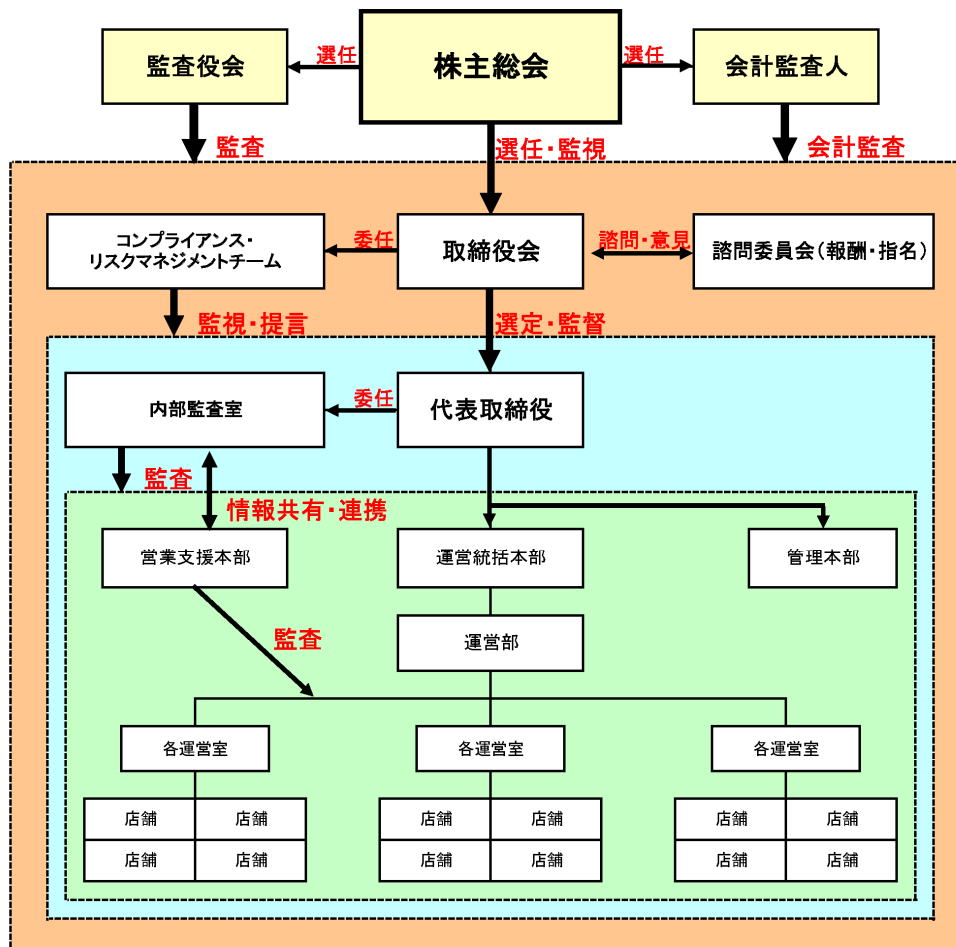 監査役会
選任
株主総会
選任
会計監査人
監査
選任・監視
会計監査
コンプライアンス・
リスクマネジメントチーム
委任
取締役会
諮問・意見
諮問委員会(報酬・指名)
監視・提言
選定・監督
内部監査室
委任
代表取締役
監査
情報共有・連携
営業支援本部
運営統括本部
管理本部
監査
運営部
各運営室
各運営室
各運営室
店舗
店舗
店舗
店舗
店舗
店舗
店舗
店舗
店舗
店舗
店舗
店舗